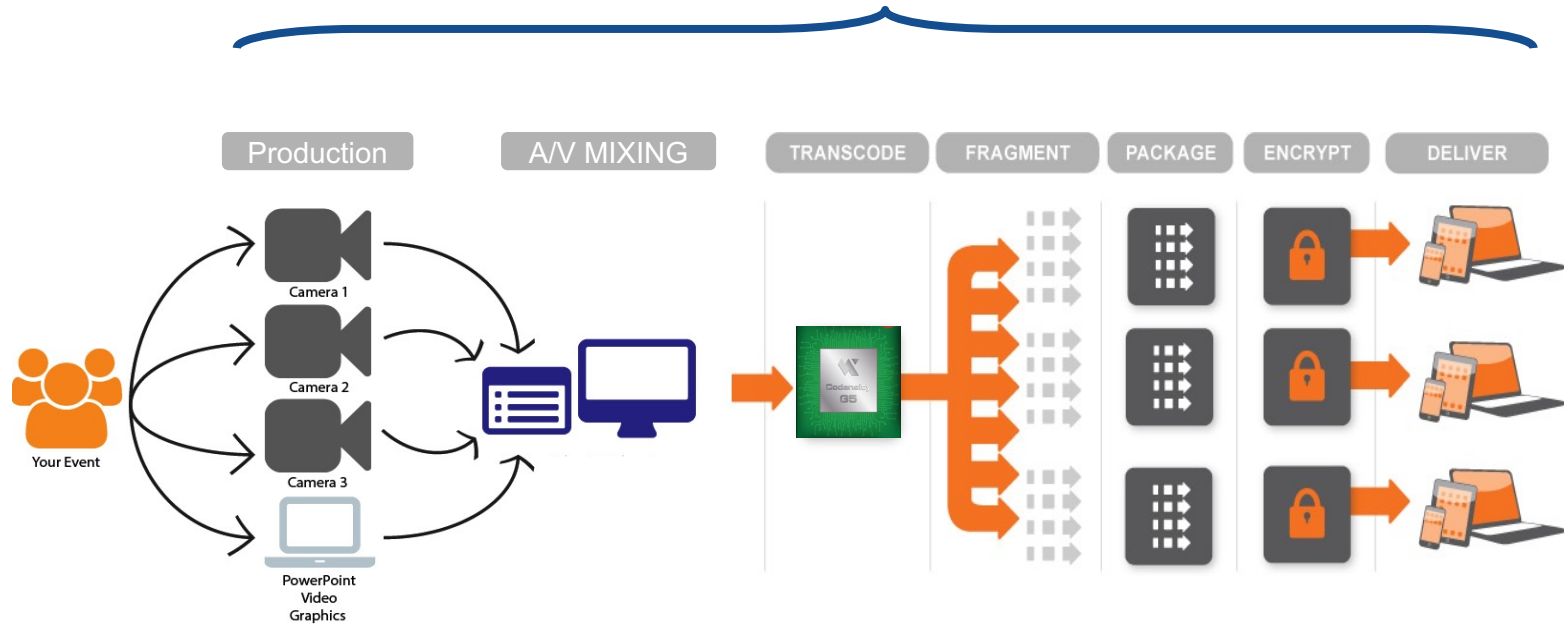 Production
A/V MIXING
TRANSCODE
FRAGMENT
PACKAGE
ENCRYPT
DELIVER
Camera 1
Camera 2
Camera 3
Your Event
PowerPoint
Video
Graphics
G5